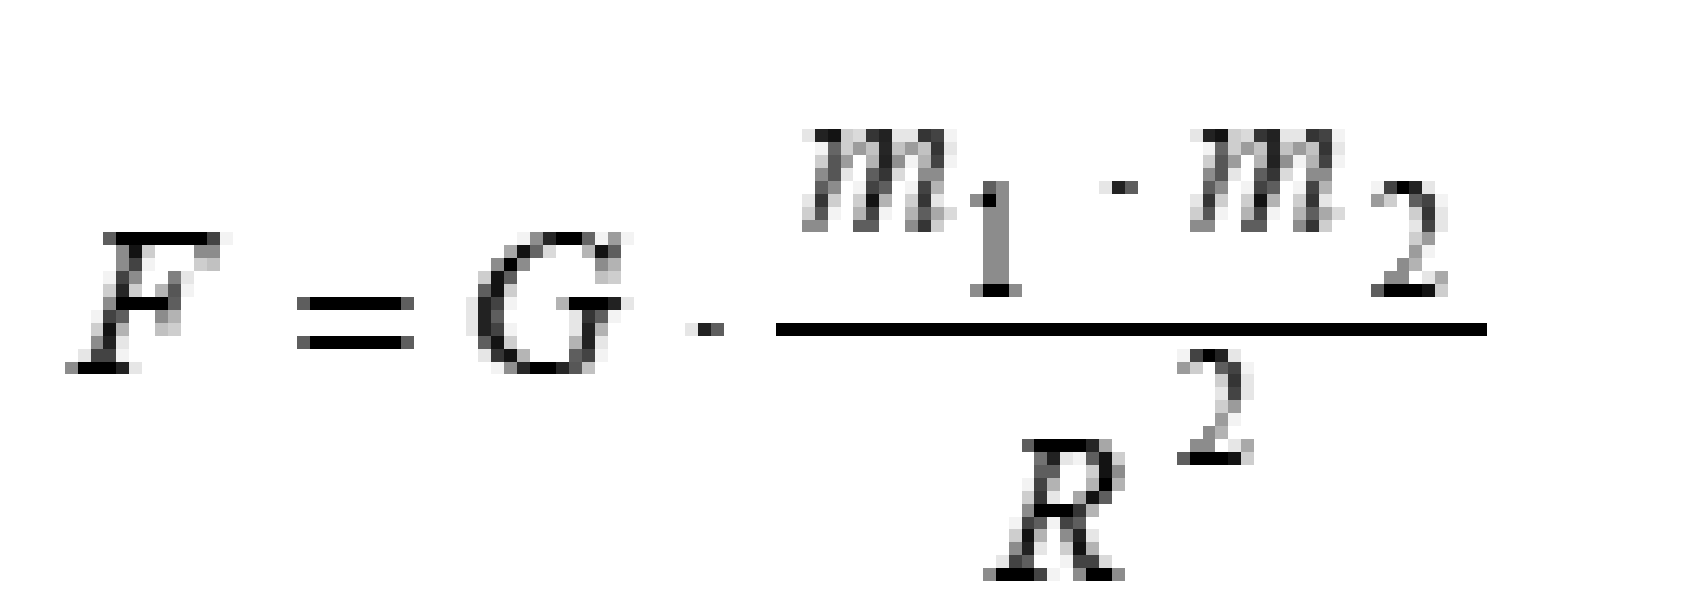 F = G · m₁ · m₂ / R²